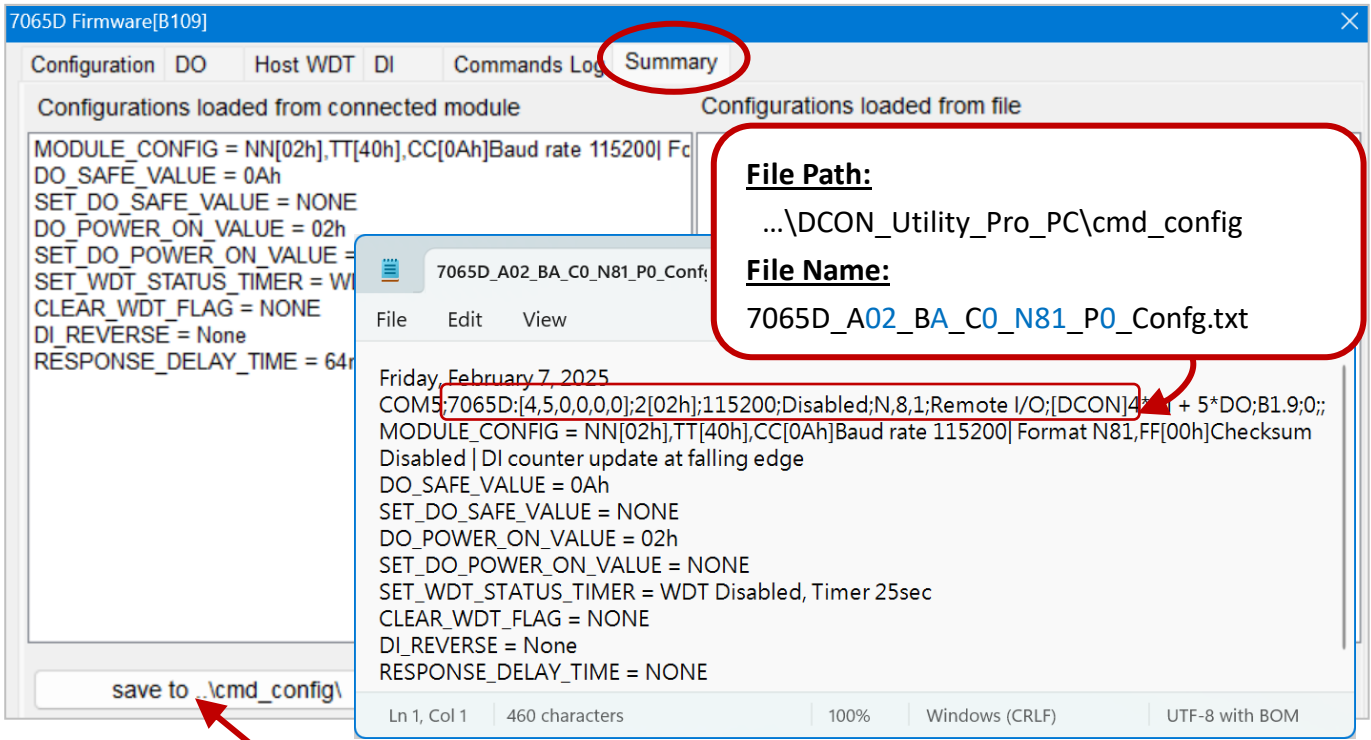 7065D Firmware[B109]
Configuration DO Host WDT DI Commands Log Summary
Configurations loaded from connected module
MODULE_CONFIG = NN[02h],TT[40h],CC[0Ah]Baud rate 115200| Fo
DO_SAFE_VALUE = 0Ah
SET_DO_SAFE_VALUE = NONE
DO_POWER_ON_VALUE = 02h
SET_DO_POWER_ON_VALUE =
SET_WDT_STATUS_TIMER =
CLEAR_WDT_FLAG = NONE
DI_REVERSE = None
RESPONSE_DELAY_TIME =
save to ..\cmd_config\
Configurations loaded from file
File Path:
...\DCON_Utility_Pro_PC\cmd_config
File Name:
7065D_A02_BA_C0_N81_P0_Confg.txt
7065D_A02_BA_C0_N81_P0_Confg
File Edit View
Friday, February 7, 2025
COM5;7065D:[4,5,0,0,0,0];2[02h];115200;Disabled;N,8,1;Remote I/O;[DCON]4* + 5*DO;B1.9;0;;
MODULE_CONFIG = NN[02h],TT[40h],CC[0Ah]Baud rate 115200| Format N81,FF[00h]Checksum
Disabled | DI counter update at falling edge
DO_SAFE_VALUE = 0Ah
SET_DO_SAFE_VALUE = NONE
DO_POWER_ON_VALUE = 02h
SET_DO_POWER_ON_VALUE = NONE
SET_WDT_STATUS_TIMER = WDT Disabled, Timer 25sec
CLEAR_WDT_FLAG = NONE
DI_REVERSE = None
RESPONSE_DELAY_TIME = NONE
Ln 1, Col 1 460 characters 100% Windows (CRLF) UTF-8 with BOM